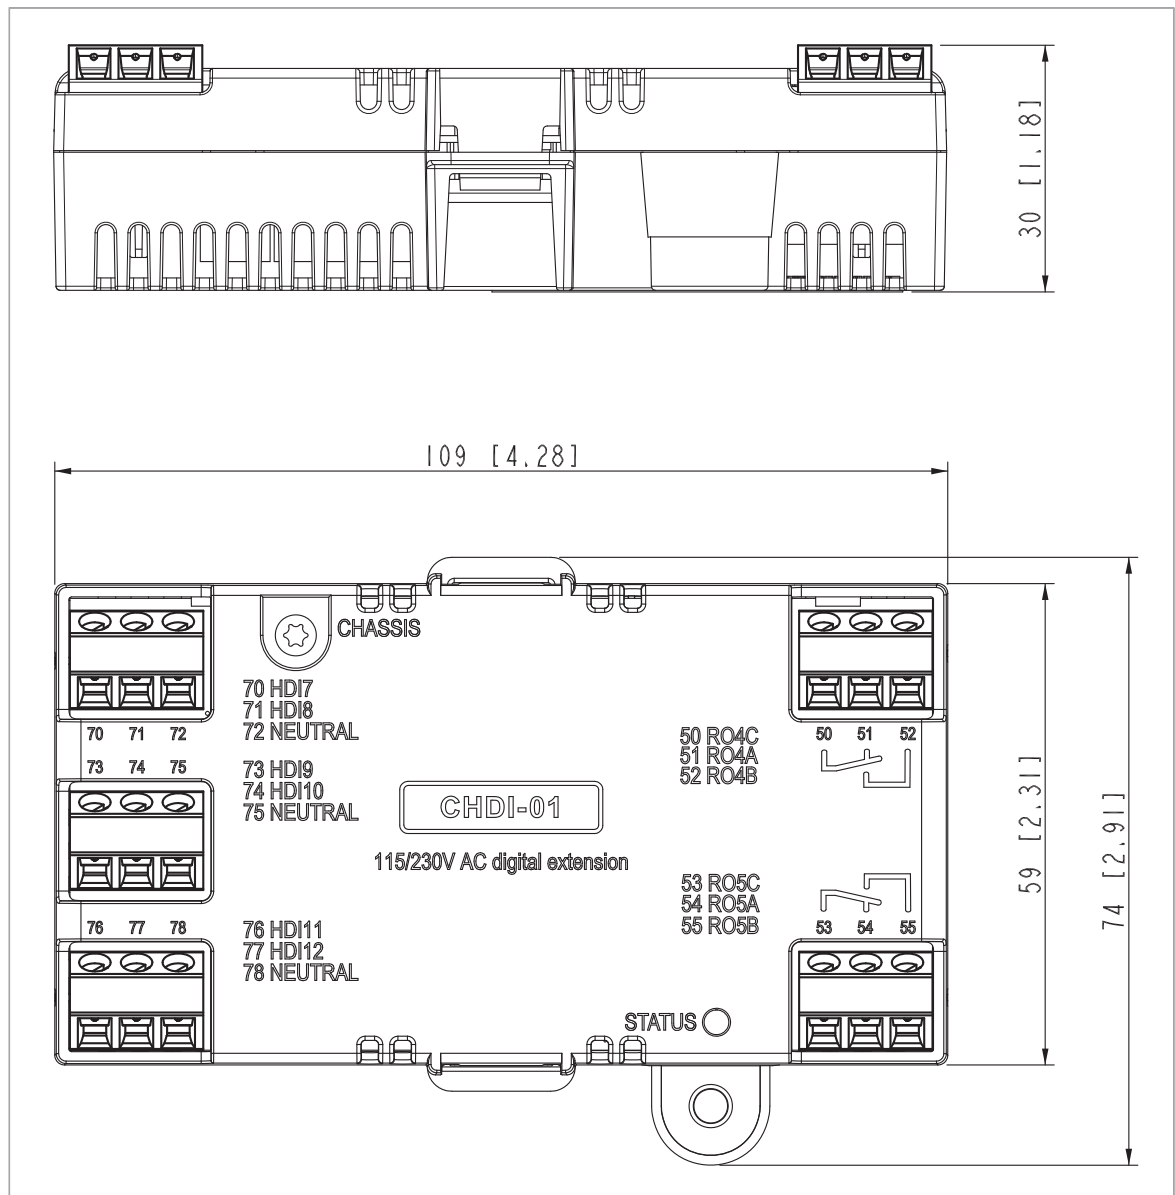 30 [1.18]
109 [4.28]
CHASSIS
70 HDI7
71 HDI8
72 NEUTRAL
70 71 72
73 74 75
73 HDI9
74 HDI10
75 NEUTRAL
50 RO4C
51 RO4A
52 RO4B
50 51 52
CHDI-01
115/230V AC digital extension
53 RO5C
54 RO5A
55 RO5B
53 54 55
76 77 78
76 HDI11
77 HDI12
78 NEUTRAL
STATUS
59 [2.31]
74 [2.91]